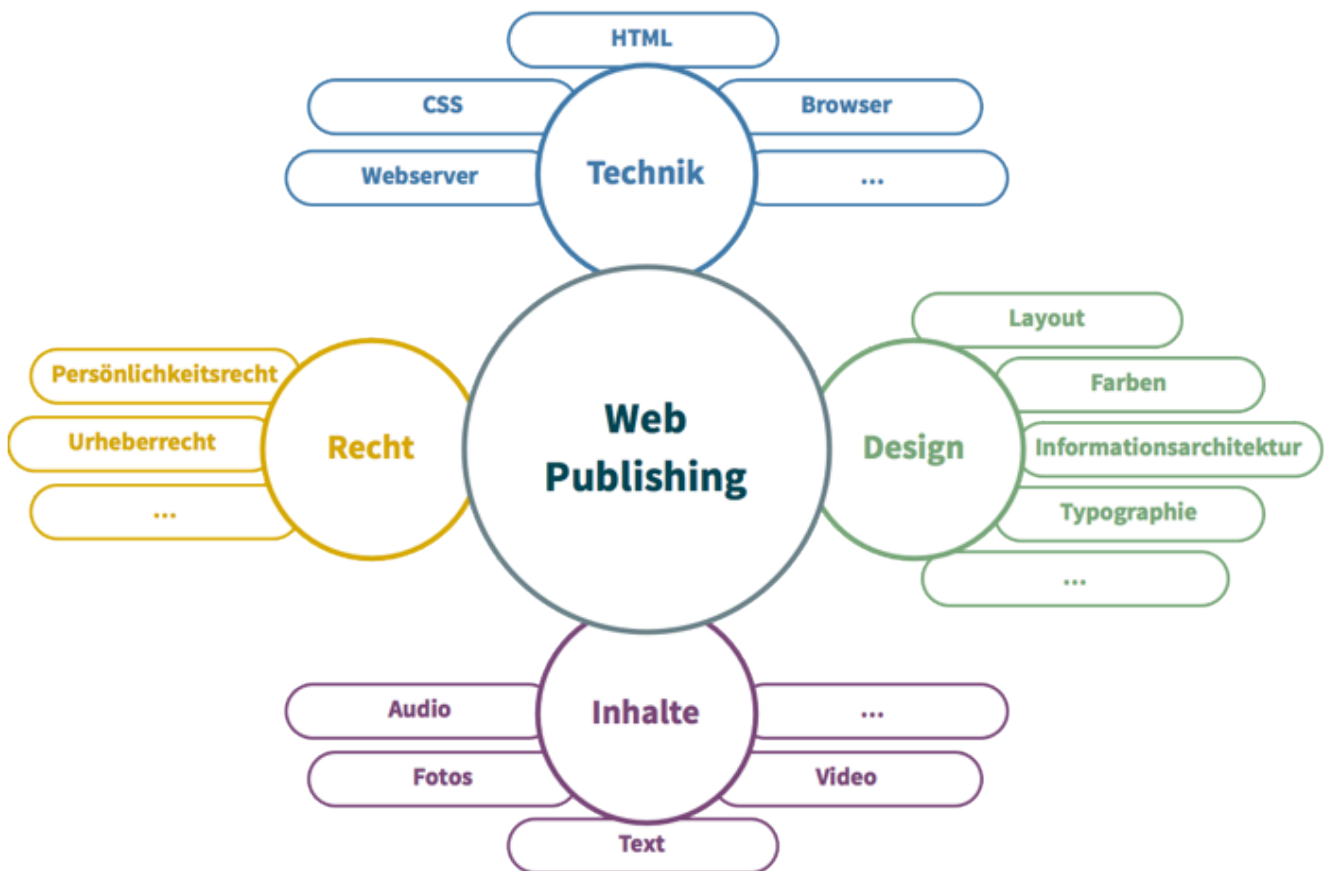 HTML
CSS
Browser
Technik
Webserver
...
Layout
Persönlichkeitsrecht
Farben
Urheberrecht
Recht
Web
Publishing
Design
Informationsarchitektur
...
Typographie
...
Audio
Inhalte
...
Fotos
Video
Text